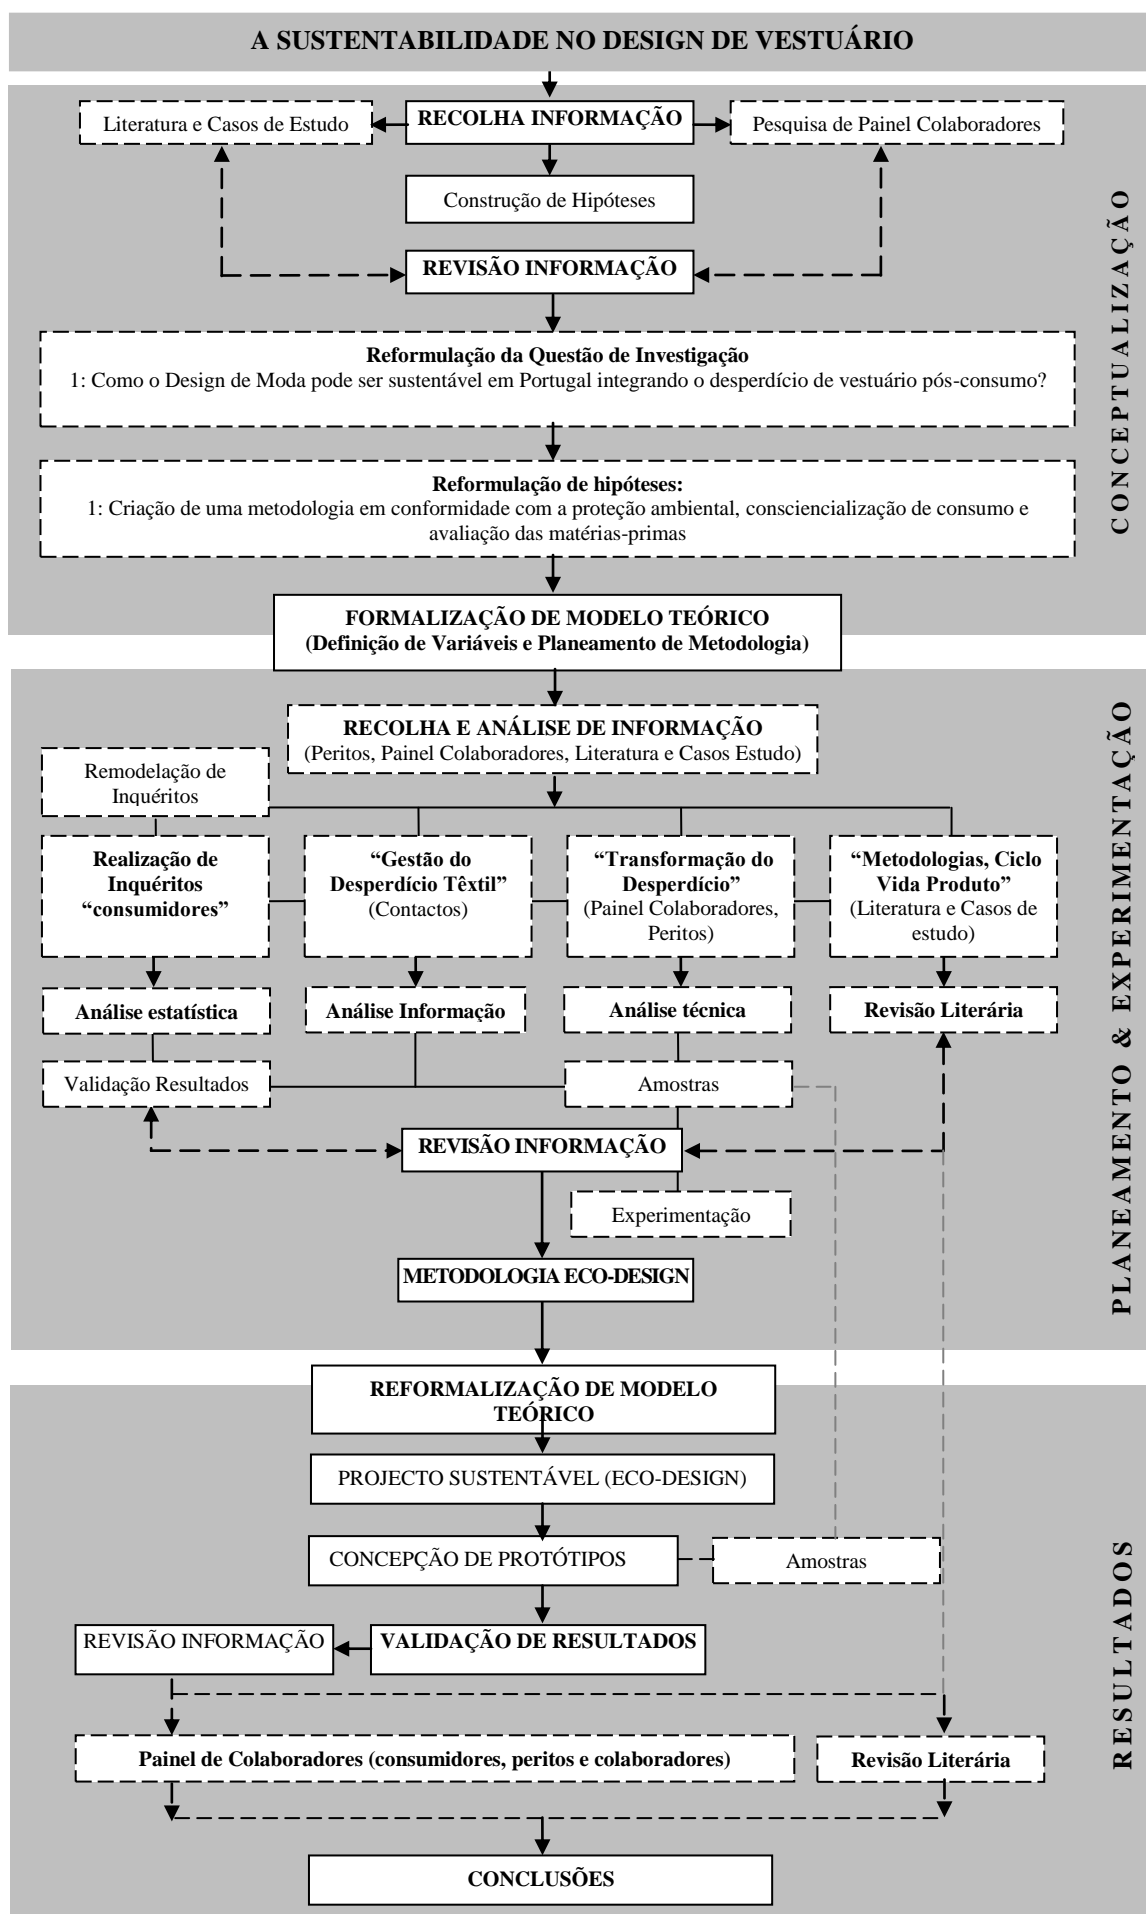 A SUSTENTABILIDADE NO DESIGN DE VESTUÁRIO
Literatura e Casos de Estudo
RECOLHA INFORMAÇÃO
Pesquisa de Painel Colaboradores
Construção de Hipóteses
REVISÃO INFORMAÇÃO
Reformulação da Questão de Investigação
1: Como o Design de Moda pode ser sustentável em Portugal integrando o desperdício de vestuário pós-consumo?
Reformulação de hipóteses:
1: Criação de uma metodologia em conformidade com a proteção ambiental, consciencialização de consumo e
avaliação das matérias-primas
CONCEPTUALIZAÇÃO
FORMALIZAÇÃO DE MODELO TEÓRICO
(Definição de Variáveis e Planeamento de Metodologia)
RECOLHA E ANÁLISE DE INFORMAÇÃO
(Peritos, Painel Colaboradores, Literatura e Casos Estudo)
Remodelação de
Inquéritos
Realização de
Inquéritos
“consumidores”
“Gestão do
Desperdício Têxtil”
(Contactos)
“Transformação do
Desperdício”
(Painel Colaboradores,
Peritos)
“Metodologias, Ciclo
Vida Produto”
(Literatura e Casos de
estudo)
Análise estatística
Análise Informação
Análise técnica
Revisão Literária
Validação Resultados
Amostras
REVISÃO INFORMAÇÃO
Experimentação
METODOLOGIA ECO-DESIGN
PLANEAMENTO & EXPERIMENTAÇÃO
REFORMALIZAÇÃO DE MODELO
TEÓRICO
PROJECTO SUSTENTÁVEL (ECO-DESIGN)
CONCEPÇÃO DE PROTÓTIPOS
Amostras
REVISÃO INFORMAÇÃO
VALIDAÇÃO DE RESULTADOS
Painel de Colaboradores (consumidores, peritos e colaboradores)
Revisão Literária
CONCLUSÕES
RESULTADOS